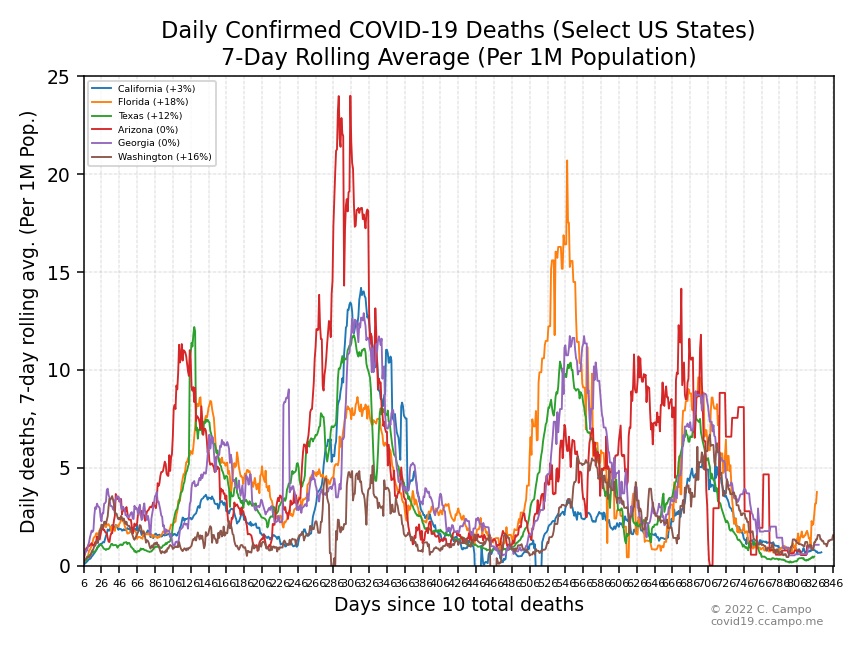 Daily Confirmed COVID-19 Deaths (Select US States)
7-Day Rolling Average (Per 1M Population)
Daily deaths, 7-day rolling avg. (Per 1M Pop.)
25
20
15
10
5
0
California (+3%)
Florida (+18%)
Texas (+12%)
Arizona (0%)
Georgia (0%)
Washington (+16%)
6 26 46 66 86 106 126 146 166 186 206 226 246 266 286 306 326 346 366 386 406 426 446 466 486 506 526 546 566 586 606 626 646 666 686 706 726 746 766 786 806 826 846
Days since 10 total deaths
© 2022 C. Campo
covid19.ccampo.me